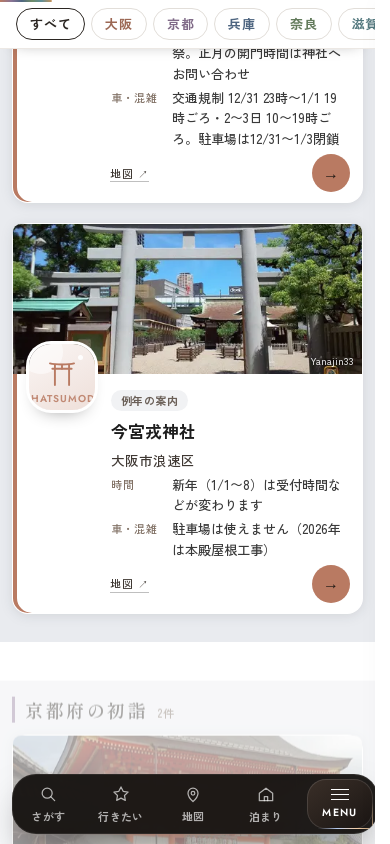 すべて 大阪 京都 兵庫 奈良 滋賀
祭。正月の開門時間は神社へ
お問い合わせ
車・混雑 交通規制 12/31 23時〜1/1 19
時ごろ・2〜3日 10〜19時ご
ろ。駐車場は12/31〜1/3閉鎖
地図 ↗ →
Yanajin33
HATSUMOD
例年の案内
今宮戎神社
大阪市浪速区
時間 新年（1/1〜8）は受付時間な
どが変わります
車・混雑 駐車場は使えません（2026年
は本殿屋根工事）
地図 ↗ →
京都府の初詣 2件
さがす 行きたい 地図 泊まり MENU